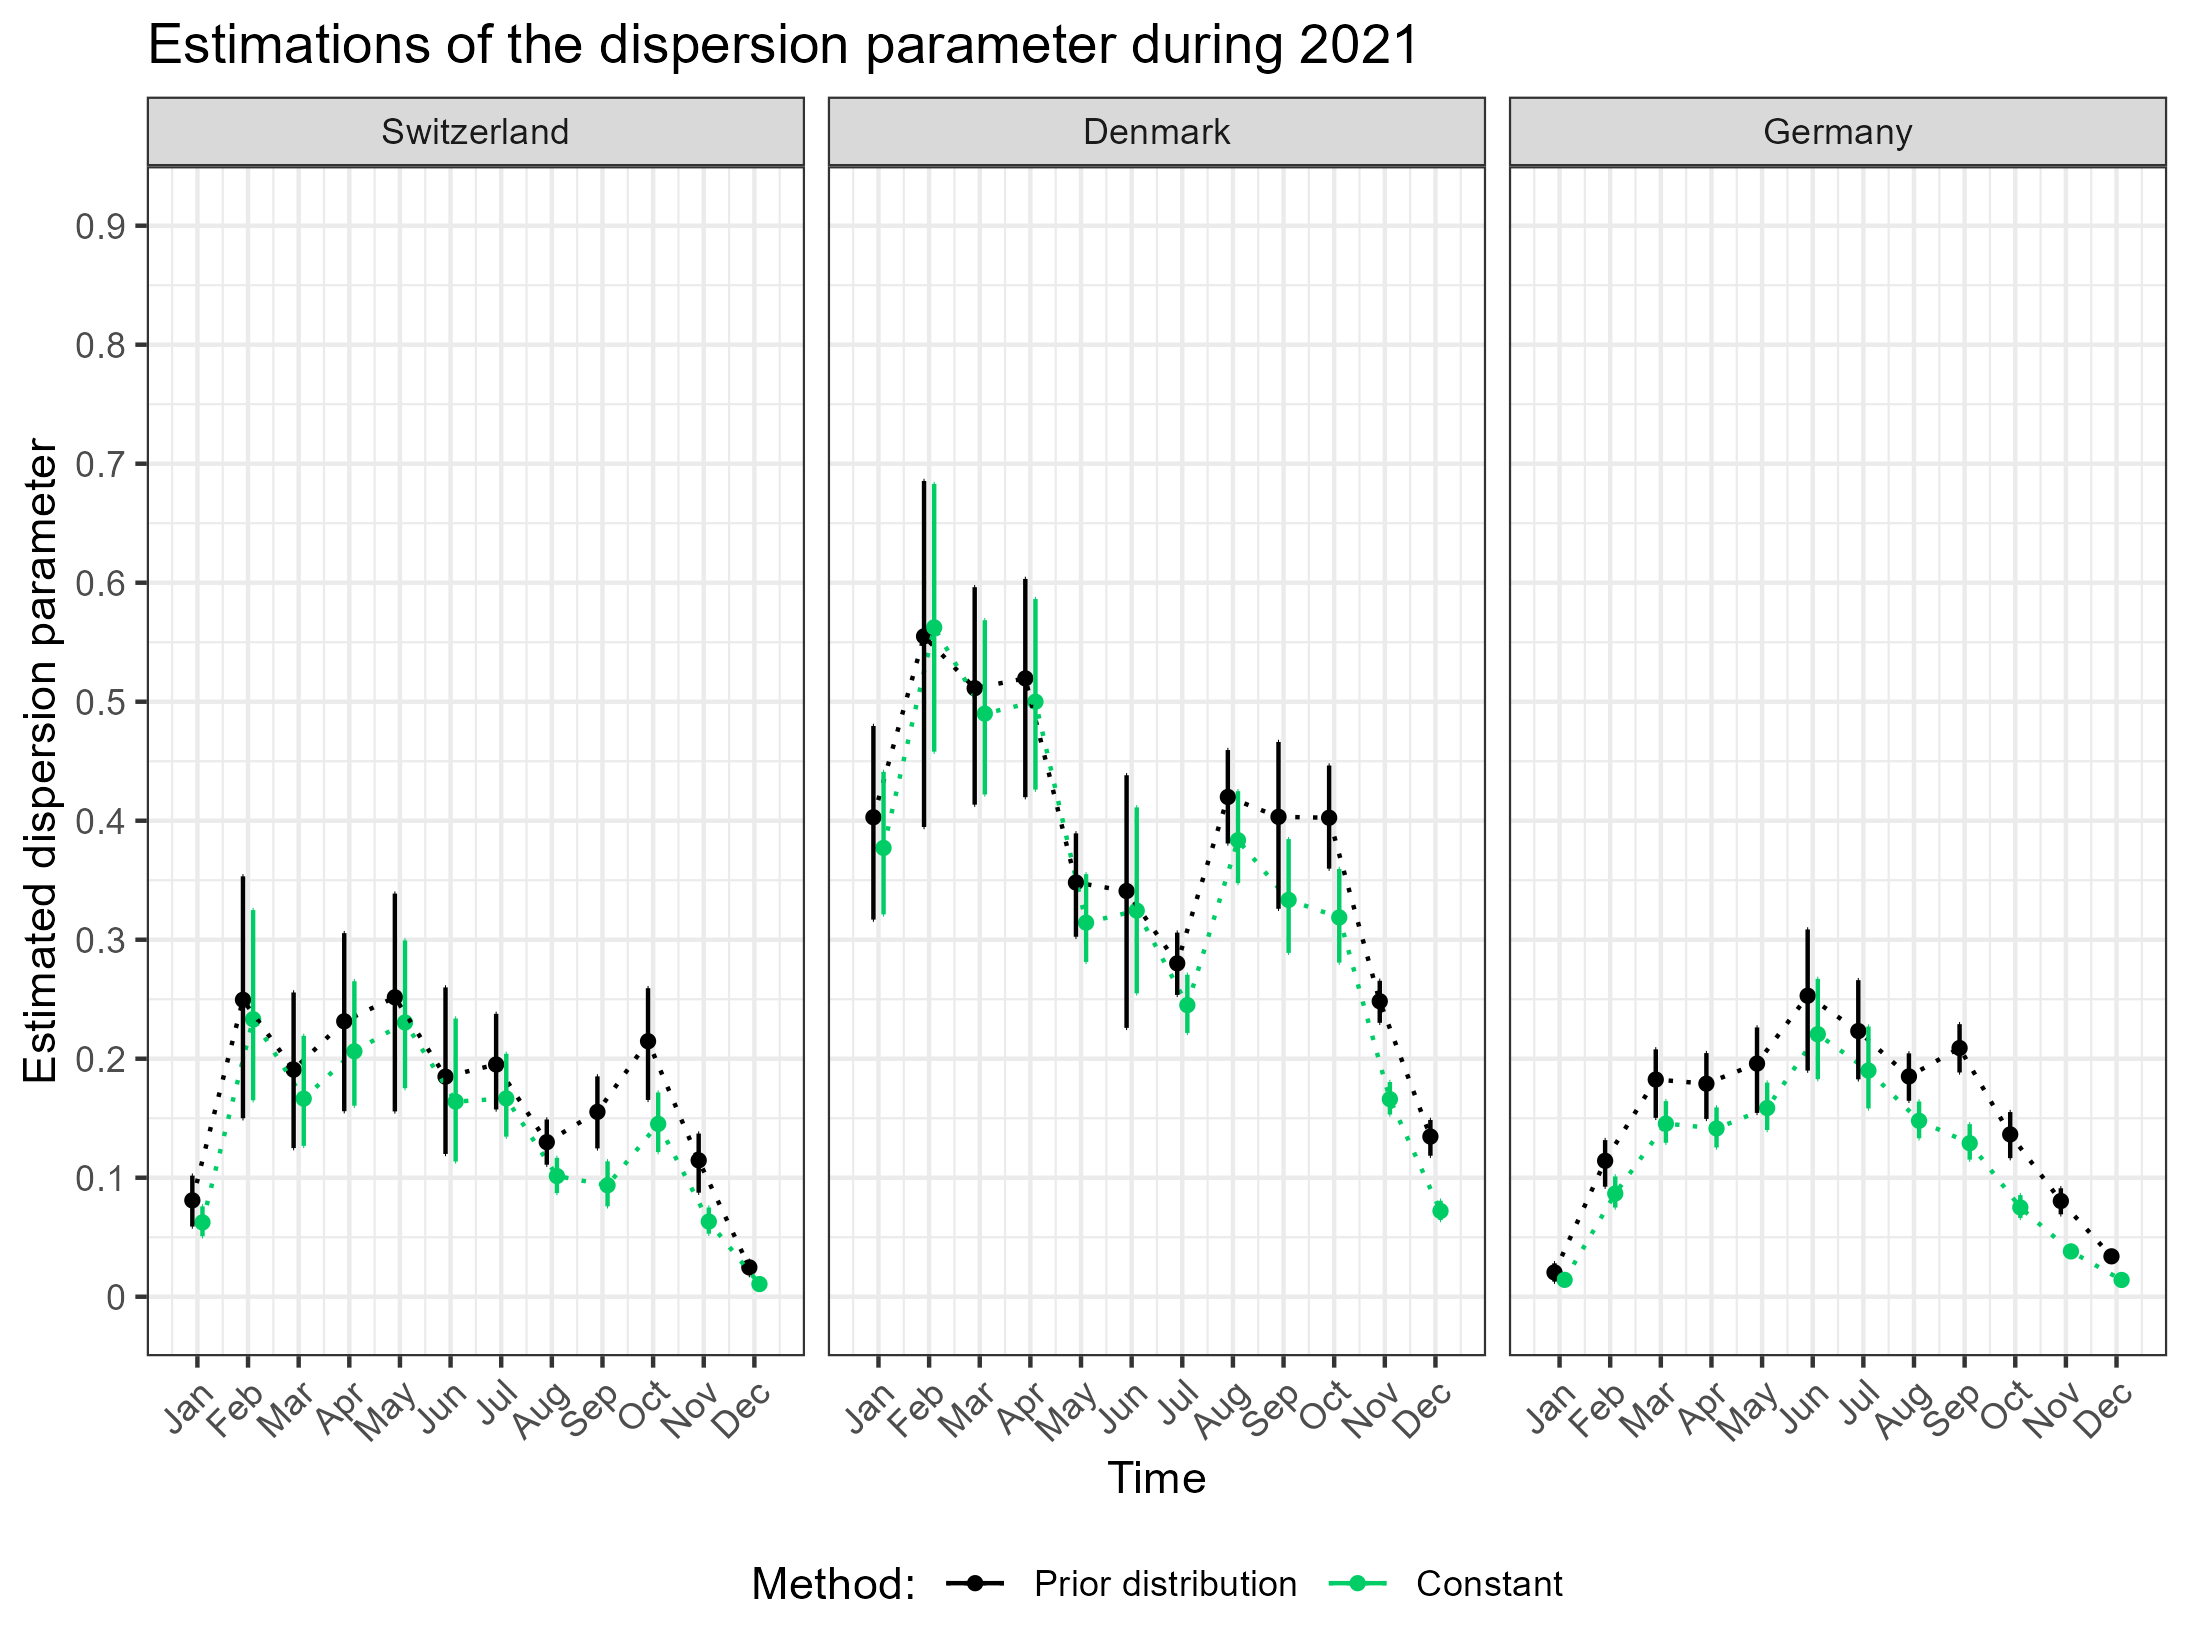 Estimations of the dispersion parameter during 2021
Switzerland
Denmark
Germany
Estimated dispersion parameter
0.9
0.8
0.7
0.6
0.5
0.4
0.3
0.2
0.1
0
Jan Feb Mar Apr May Jun Jul Aug Sep Oct Nov Dec
Jan Feb Mar Apr May Jun Jul Aug Sep Oct Nov Dec
Jan Feb Mar Apr May Jun Jul Aug Sep Oct Nov Dec
Time
Method: Prior distribution Constant